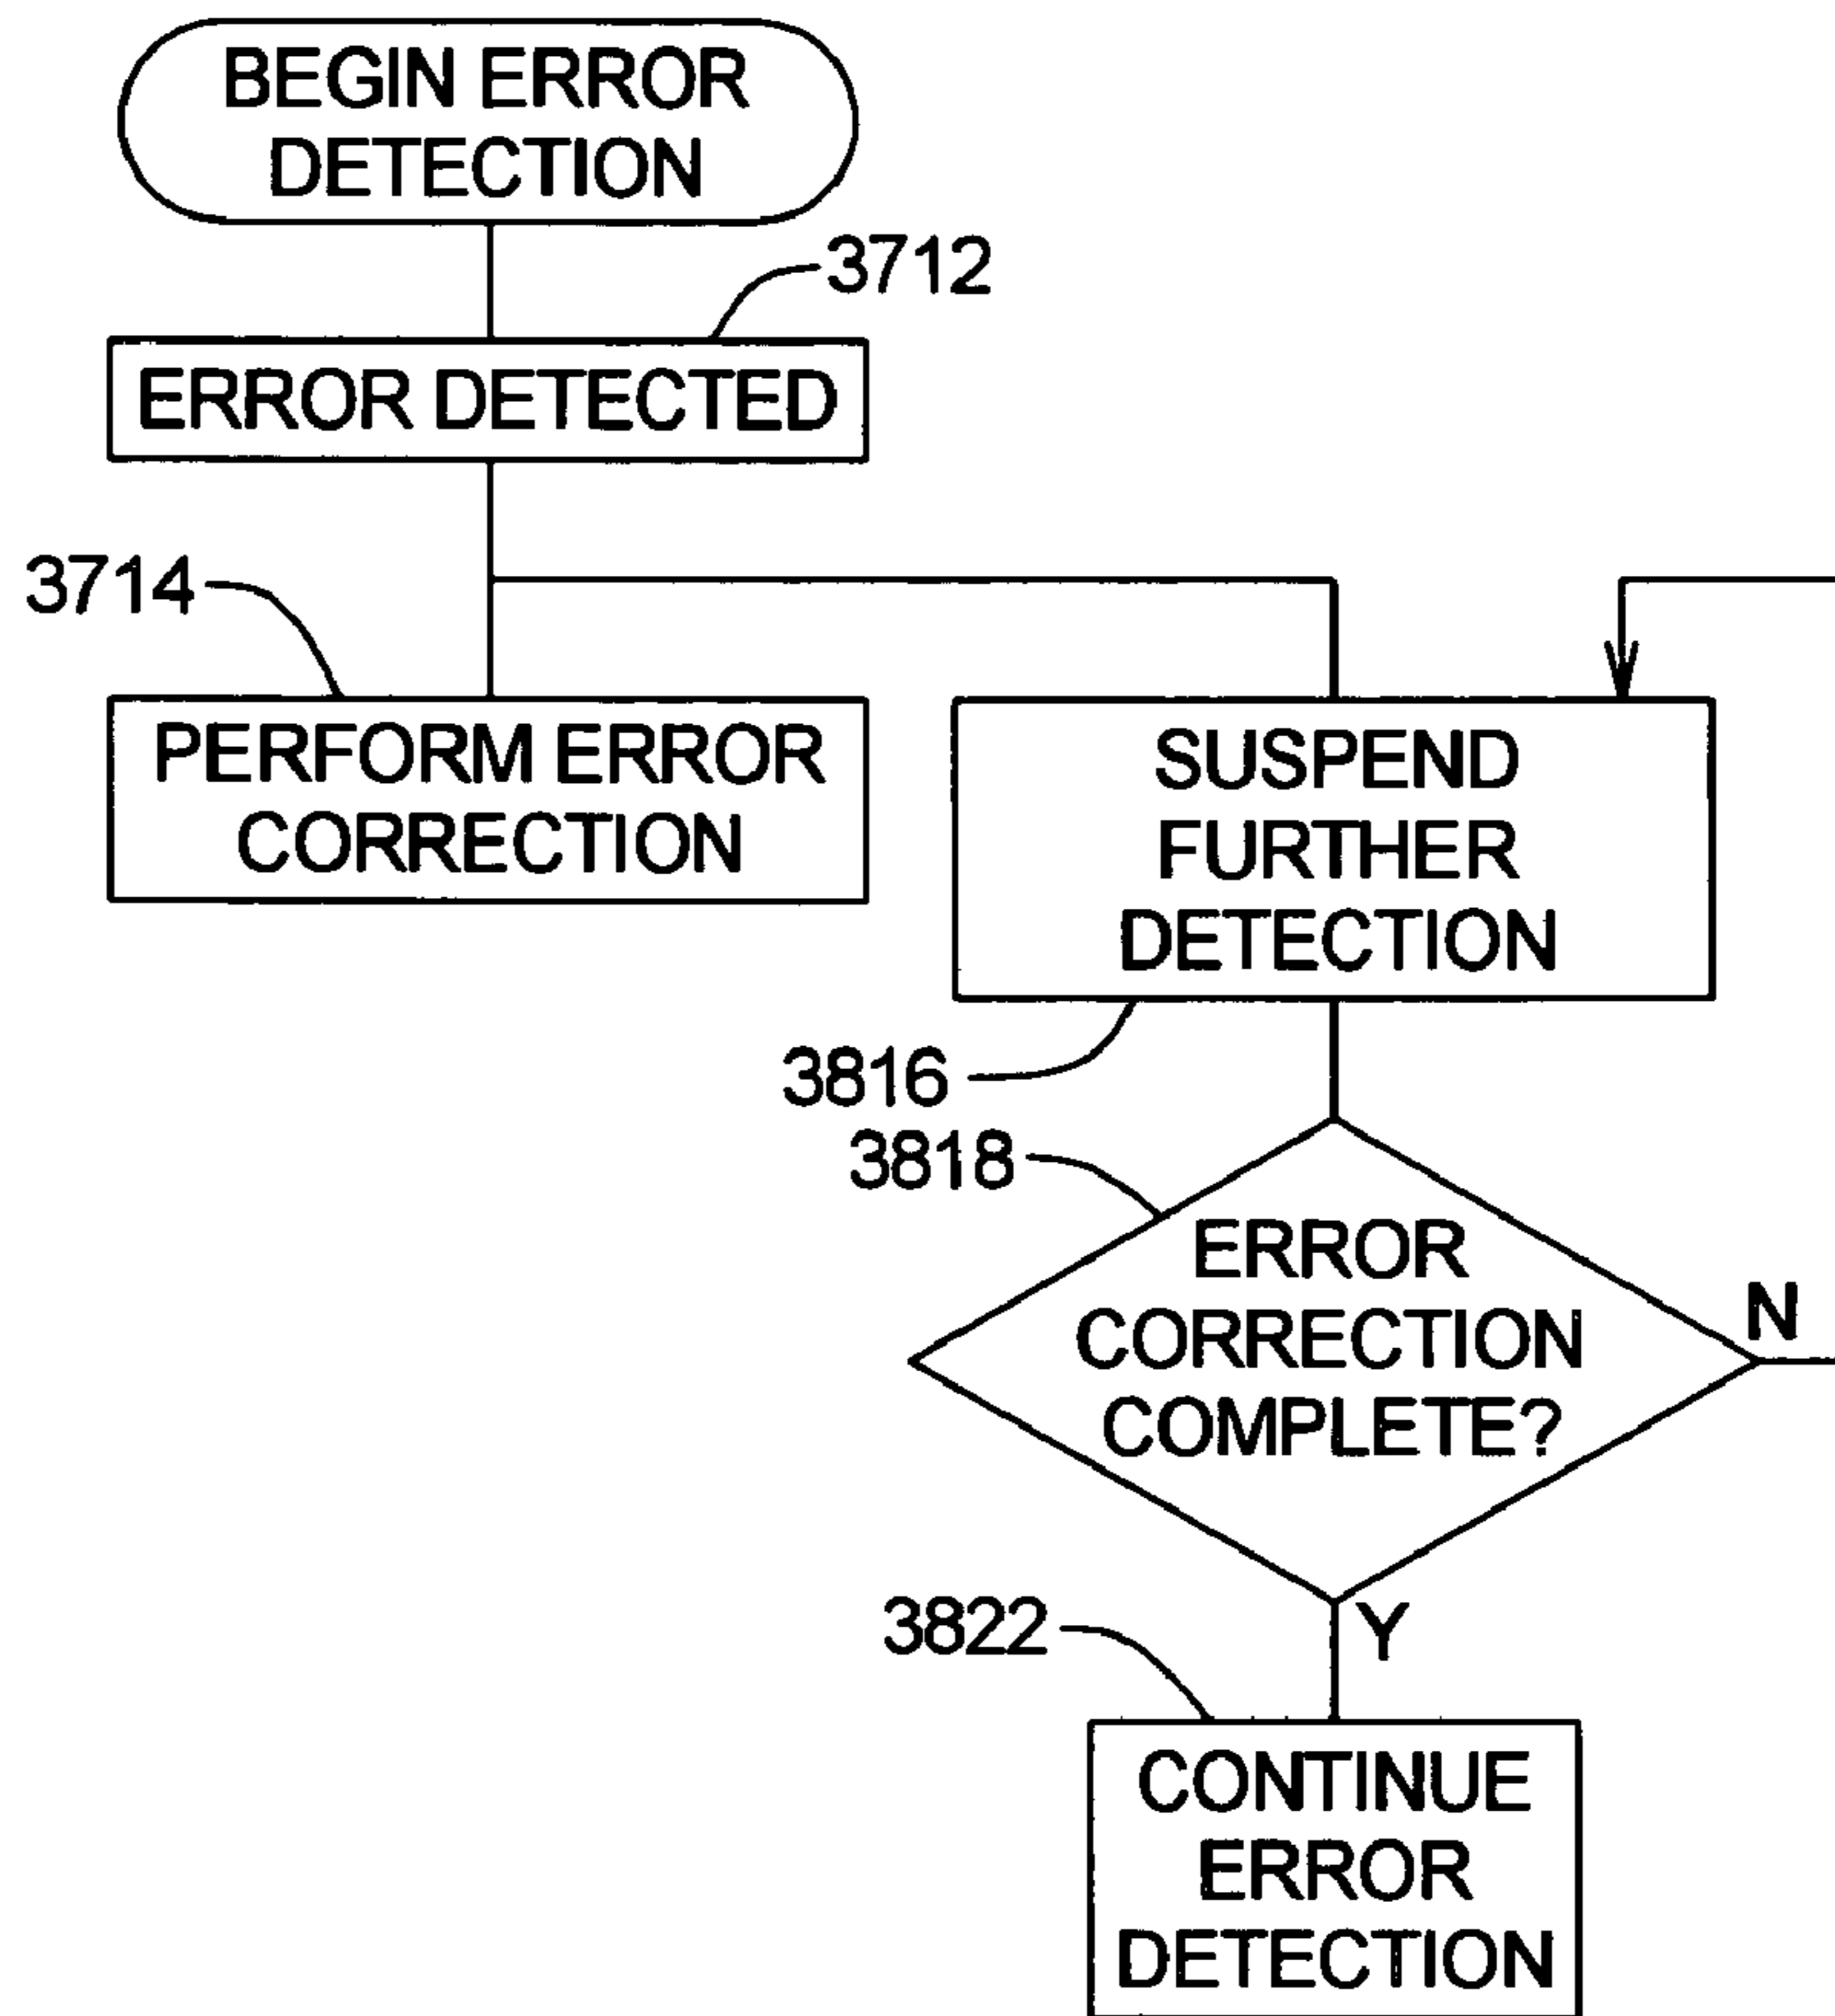 BEGIN ERROR
DETECTION
3712
ERROR DETECTED
3714
PERFORM ERROR
CORRECTION
SUSPEND
FURTHER
DETECTION
3816
3818
ERROR
CORRECTION
COMPLETE?
N
Y
3822
CONTINUE
ERROR
DETECTION